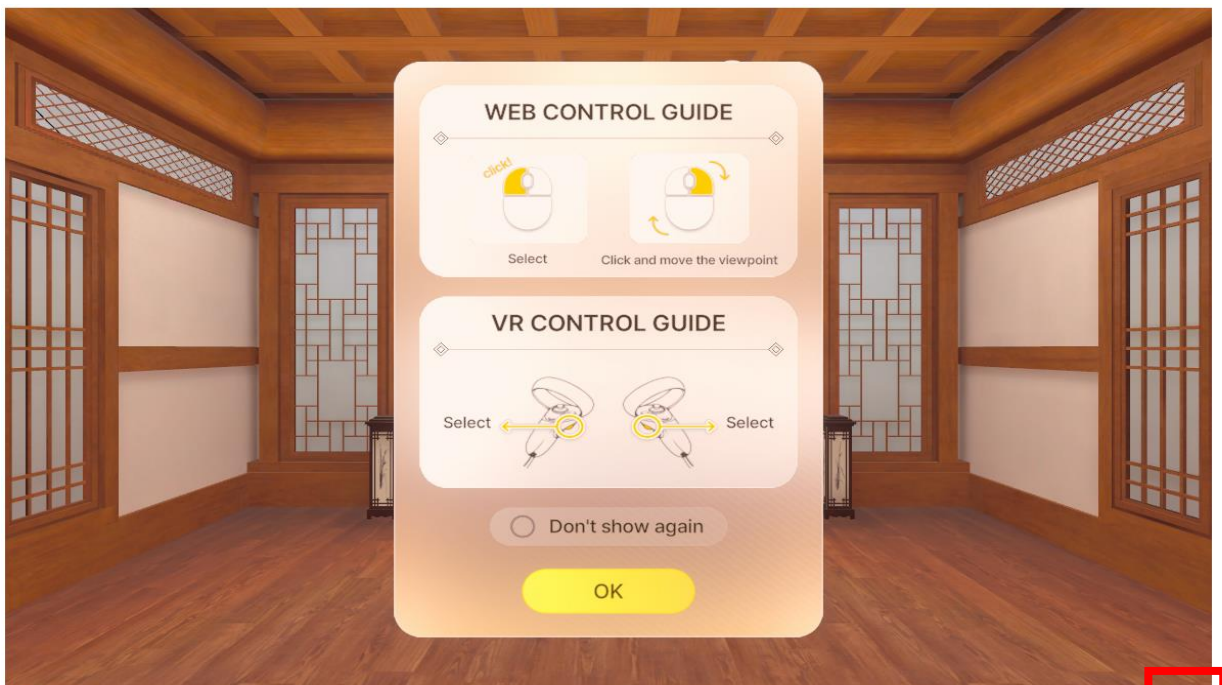 WEB CONTROL GUIDE
click!
Select
Click and move the viewpoint
VR CONTROL GUIDE
Select
Select
Don't show again
OK